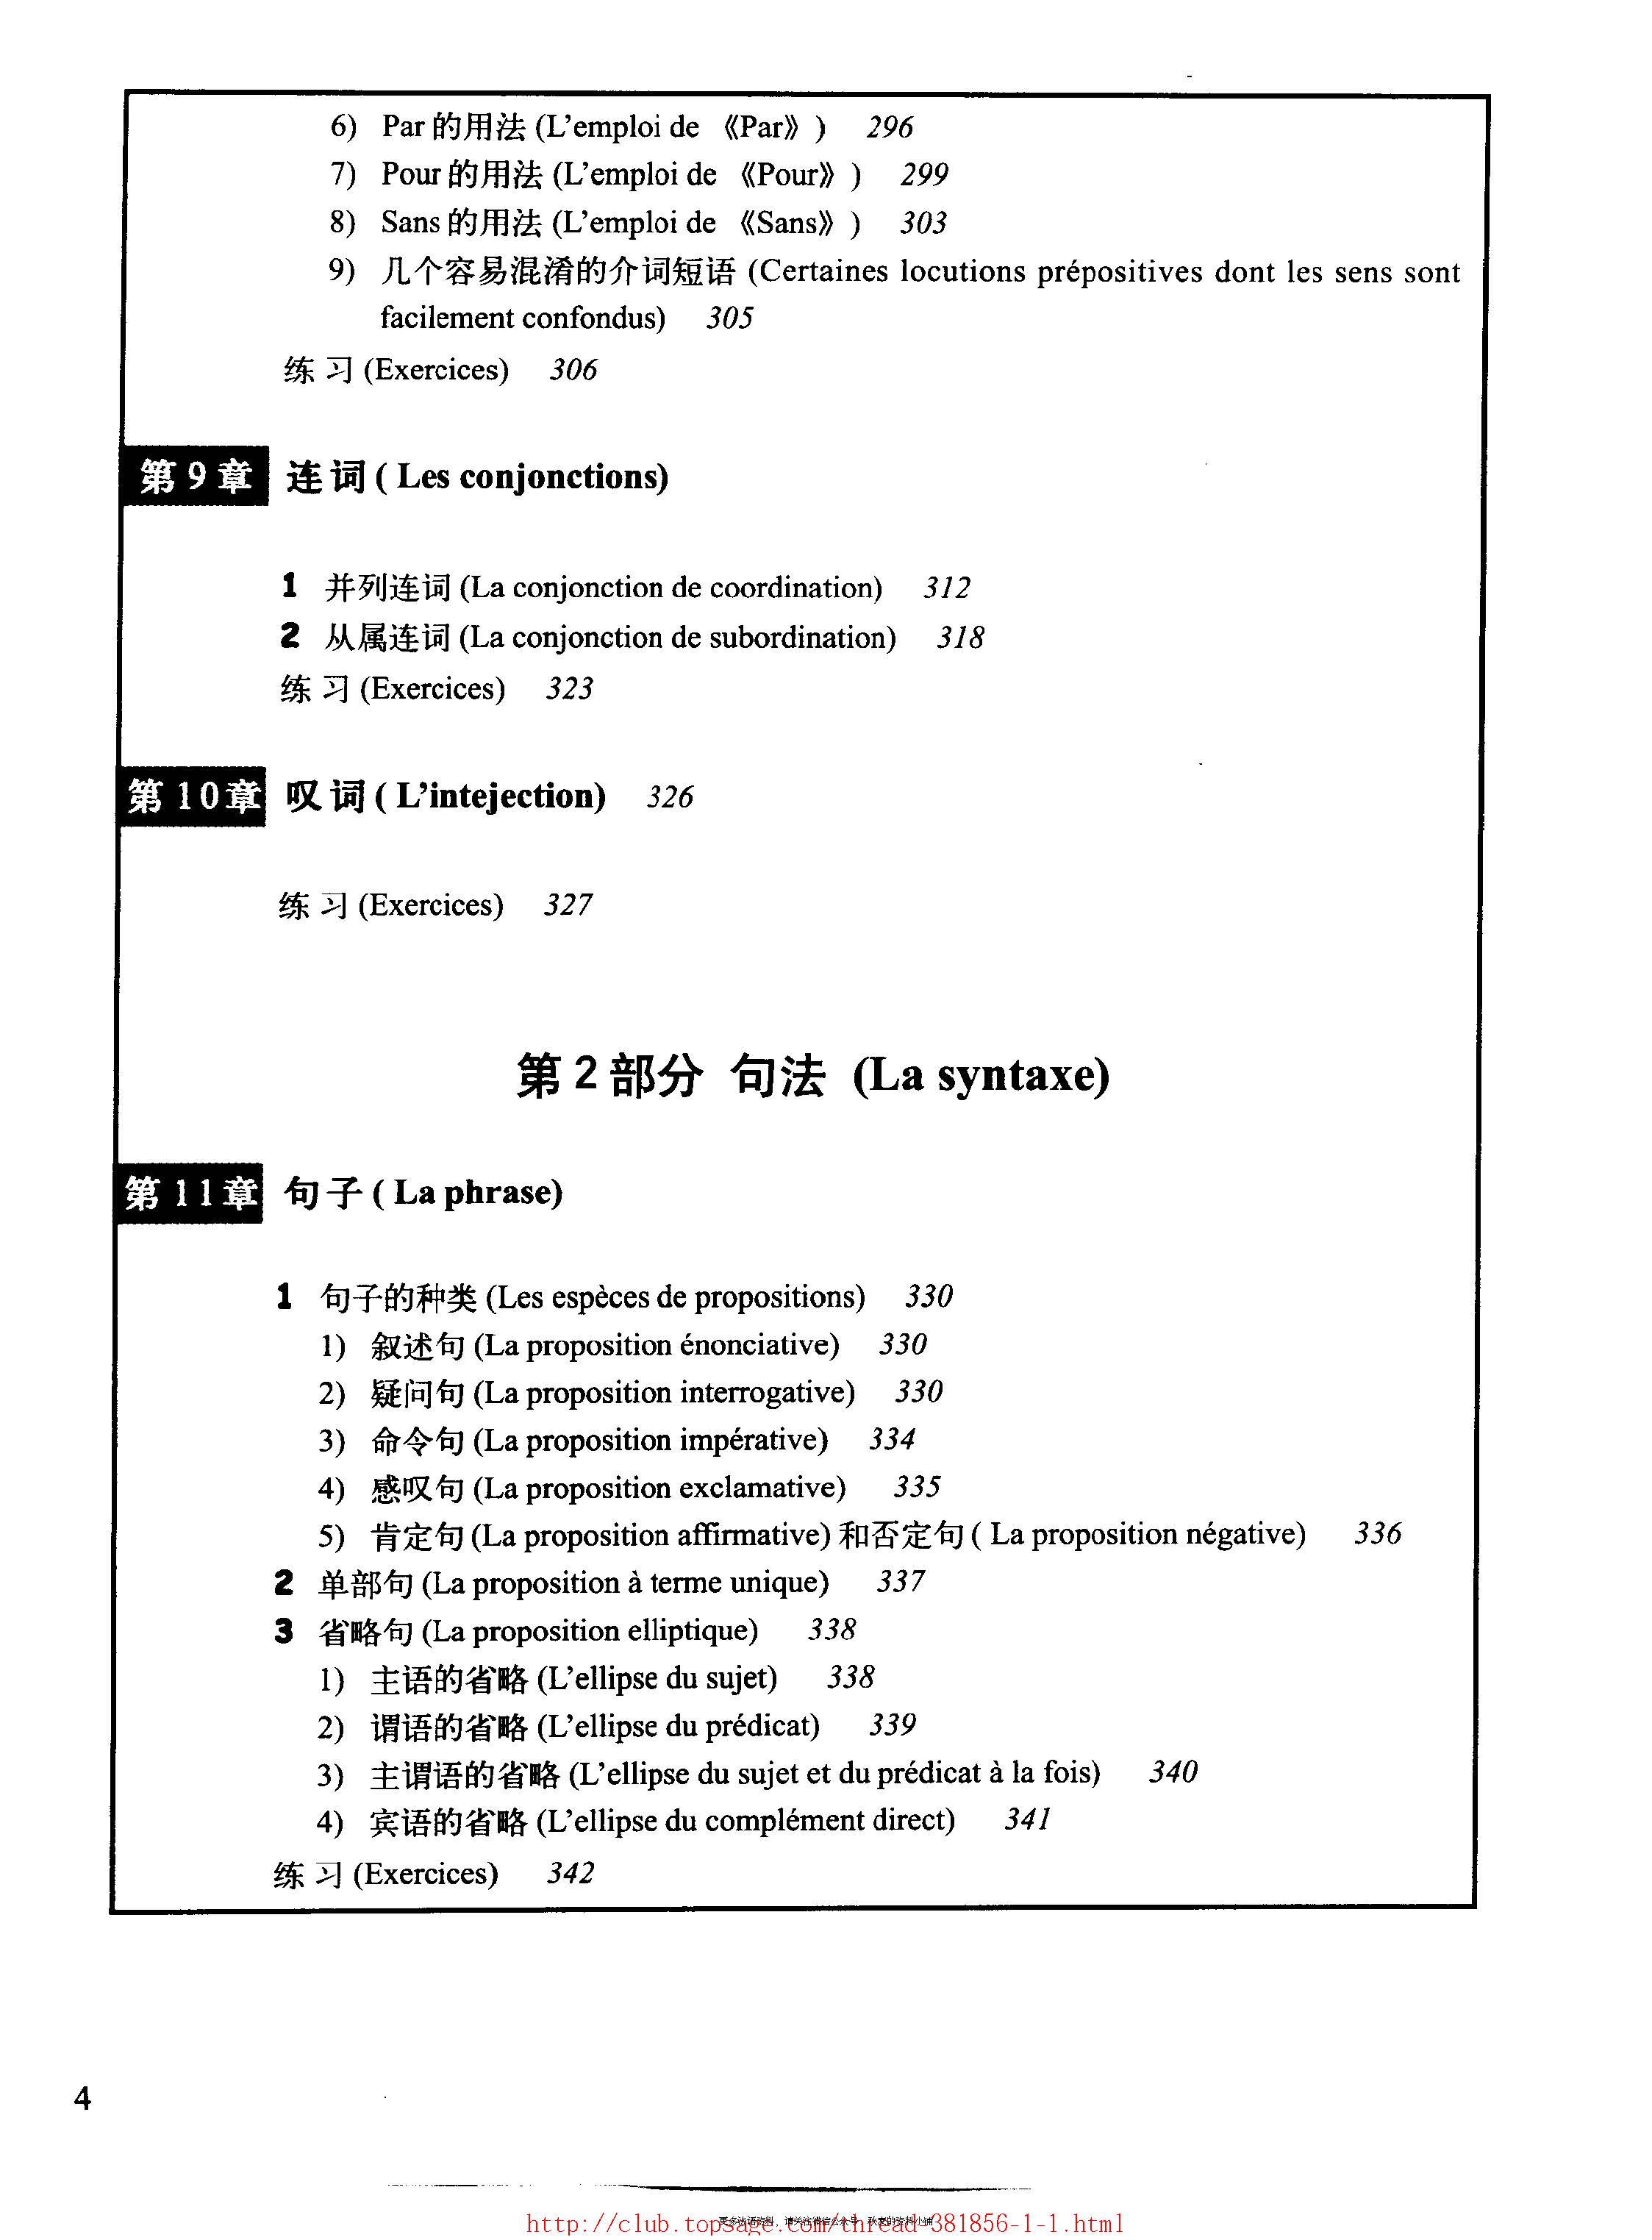 6) Par 的用法 (L'emploi de 《Par》 ) 296
7) Pour 的用法 (L'emploi de 《Pour》 ) 299
8) Sans 的用法 (L'emploi de 《Sans》 ) 303
9) 几个容易混淆的介词短语 (Certaines locutions prépositives dont les sens sont
facilement confondus) 305
练 习 (Exercices) 306
第 9 章 连 词 ( Les conjonctions)
1 并列连词 (La conjonction de coordination) 312
2 从属连词 (La conjonction de subordination) 318
练 习 (Exercices) 323
第 10 章 叹 词 ( L'intejection) 326
练 习 (Exercices) 327
第 2 部分 句法 (La syntaxe)
第 11 章 句 子 ( La phrase)
1 句子的种类 (Les espèces de propositions) 330
1) 叙述句 (La proposition énonciative) 330
2) 疑问句 (La proposition interrogative) 330
3) 命令句 (La proposition impérative) 334
4) 感叹句 (La proposition exclamative) 335
5) 肯定句 (La proposition affirmative) 和否定句 ( La proposition négative) 336
2 单部句 (La proposition à terme unique) 337
3 省略句 (La proposition elliptique) 338
1) 主语的省略 (L'ellipse du sujet) 338
2) 谓语的省略 (L'ellipse du prédicat) 339
3) 主谓语的省略 (L'ellipse du sujet et du prédicat à la fois) 340
4) 宾语的省略 (L'ellipse du complément direct) 341
练 习 (Exercices) 342
4
http://club.topsage.com/thread-381856-1-1.html